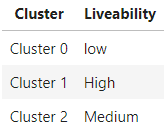 Cluster Liveability
Cluster 0 low
Cluster 1 High
Cluster 2 Medium